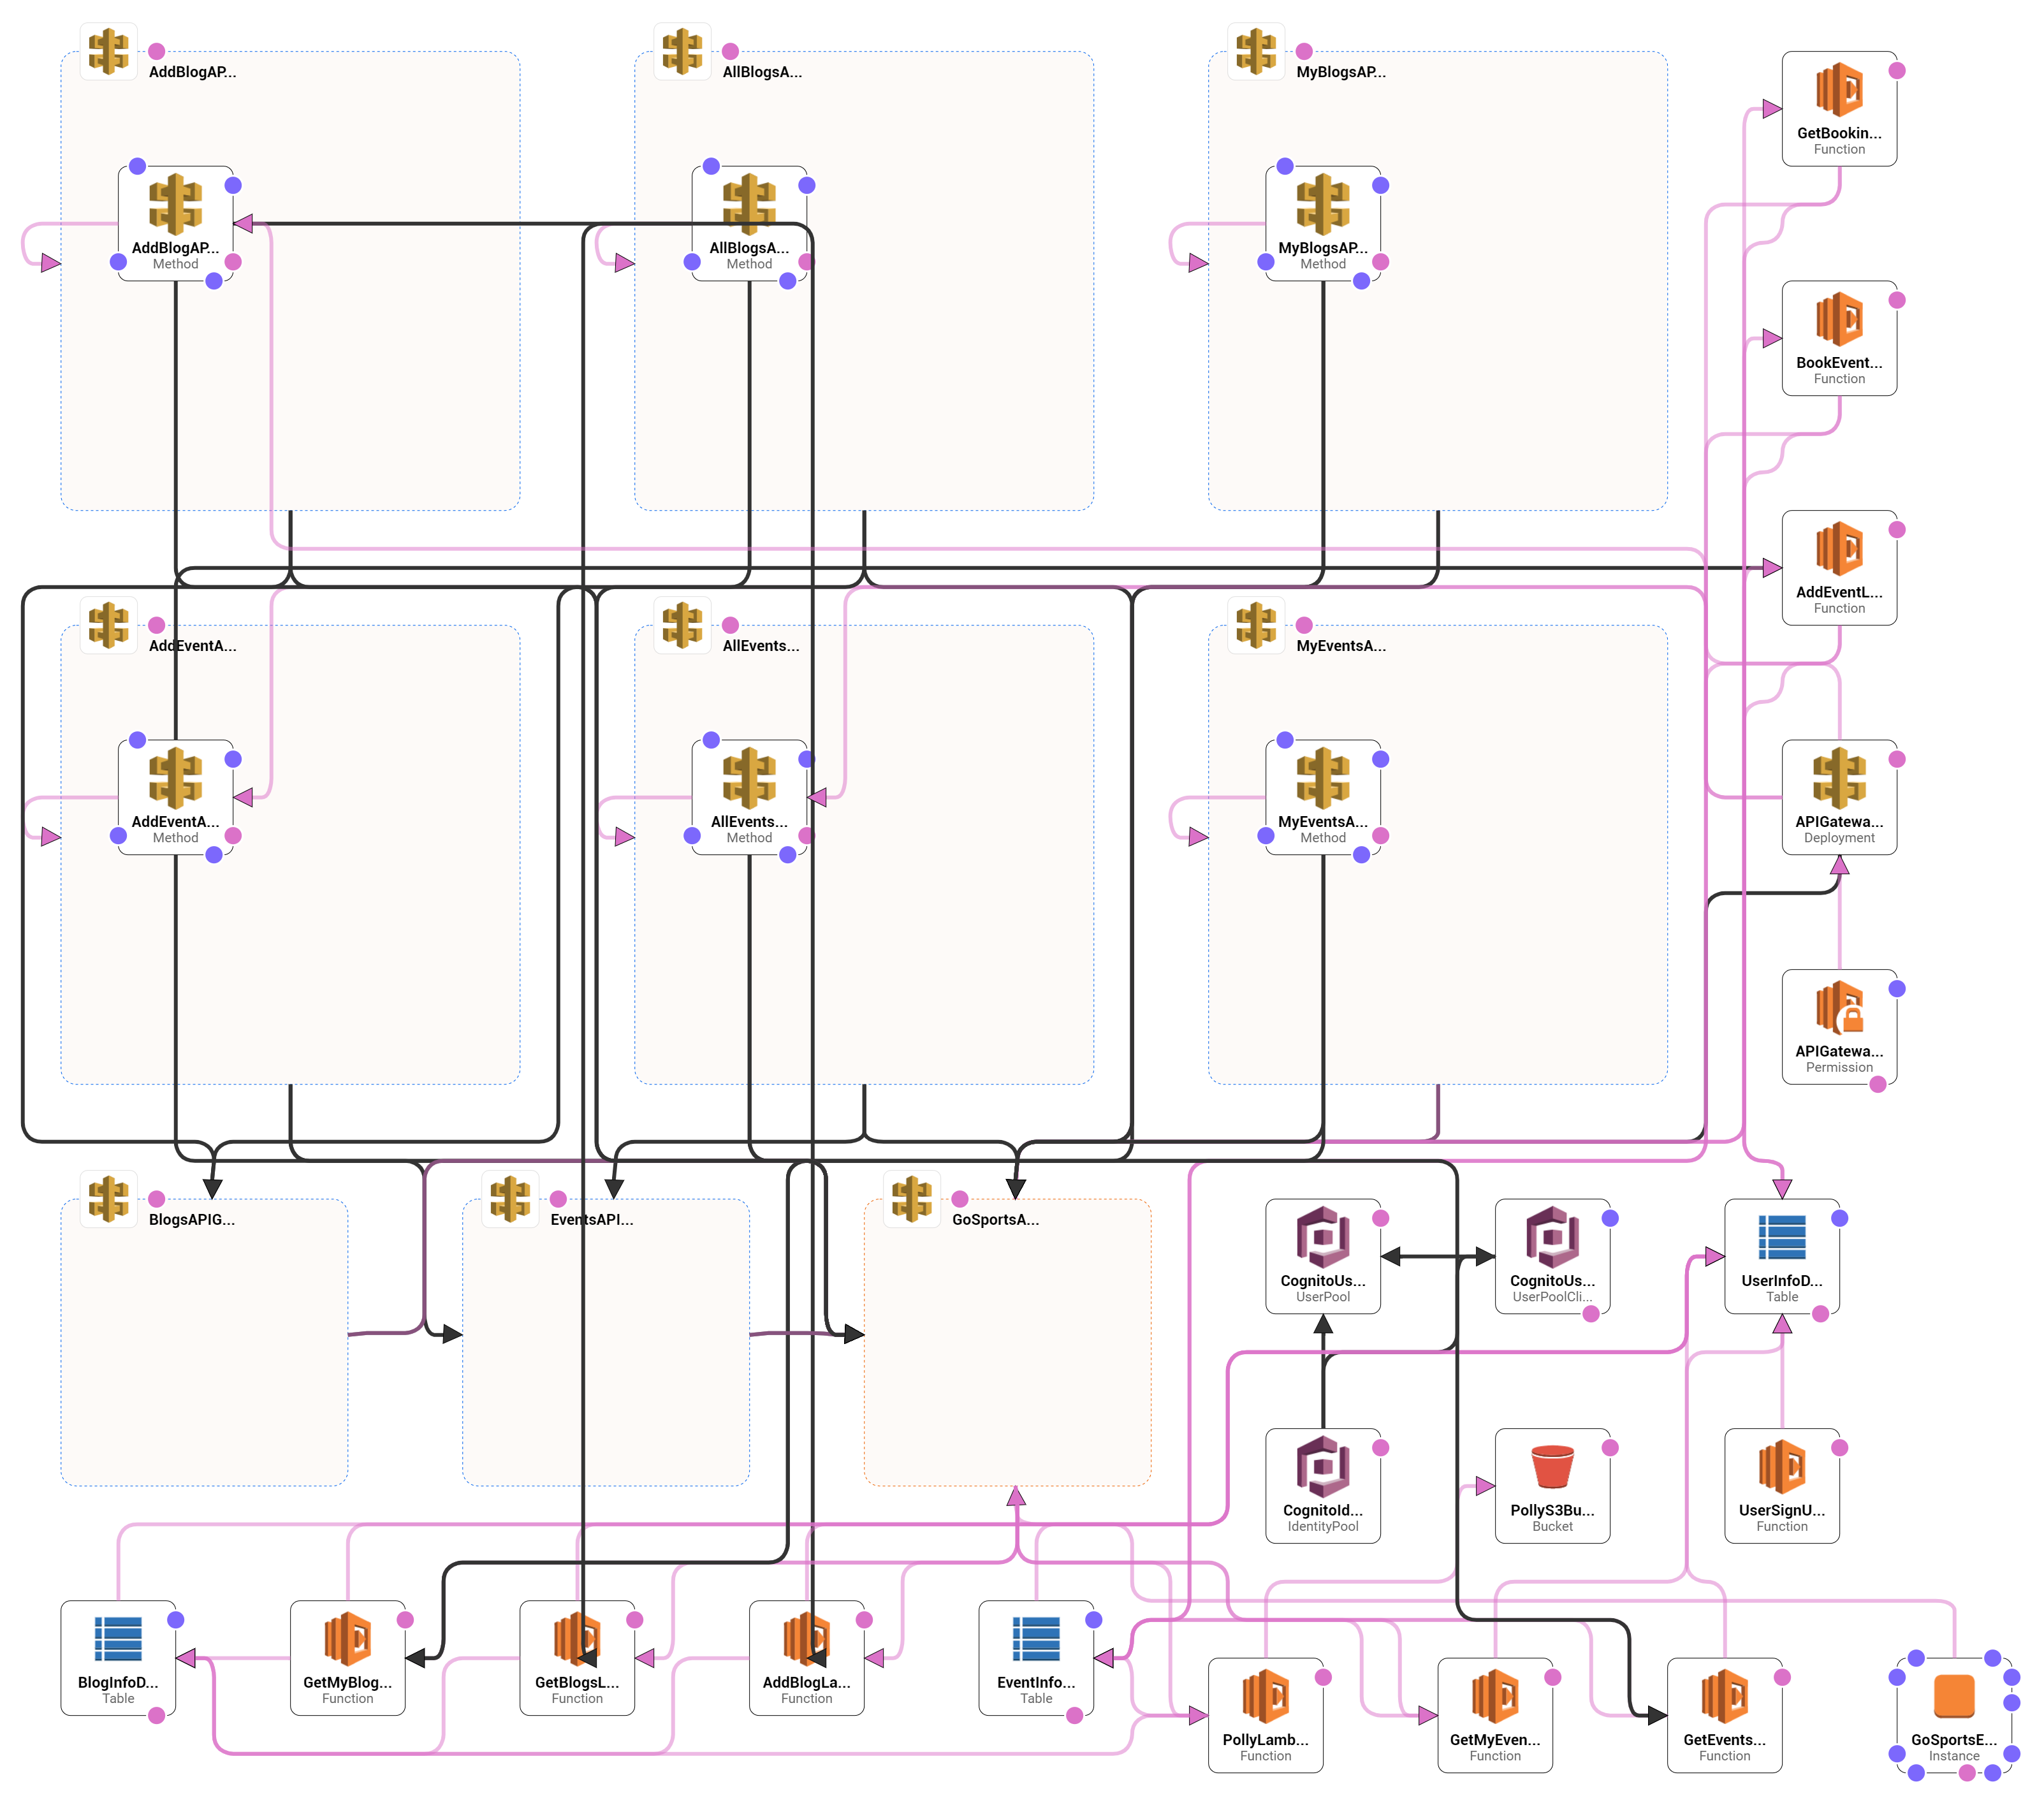 AddBlogAP...
AllBlogsA...
MyBlogsAP...
GetBookin...
Function
AddBlogAP...
Method
AllBlogsA...
Method
MyBlogsAP...
Method
BookEvent...
Function
AddEventL...
Function
AddEventA...
AllEvents...
MyEventsA...
AddEventA...
Method
AllEvents...
Method
MyEventsA...
Method
APIGatewa...
Deployment
APIGatewa...
Permission
BlogsAPIG...
EventsAPI...
GoSportsA...
CognitoUs...
UserPool
CognitoUs...
UserPoolCli...
UserInfoD...
Table
CognitoId...
IdentityPool
PollyS3Bu...
Bucket
UserSignU...
Function
BlogInfoD...
Table
GetMyBlog...
Function
GetBlogsL...
Function
AddBlogLa...
Function
EventInfo...
Table
PollyLamb...
Function
GetMyEven...
Function
GetEvents...
Function
GoSportsE...
Instance